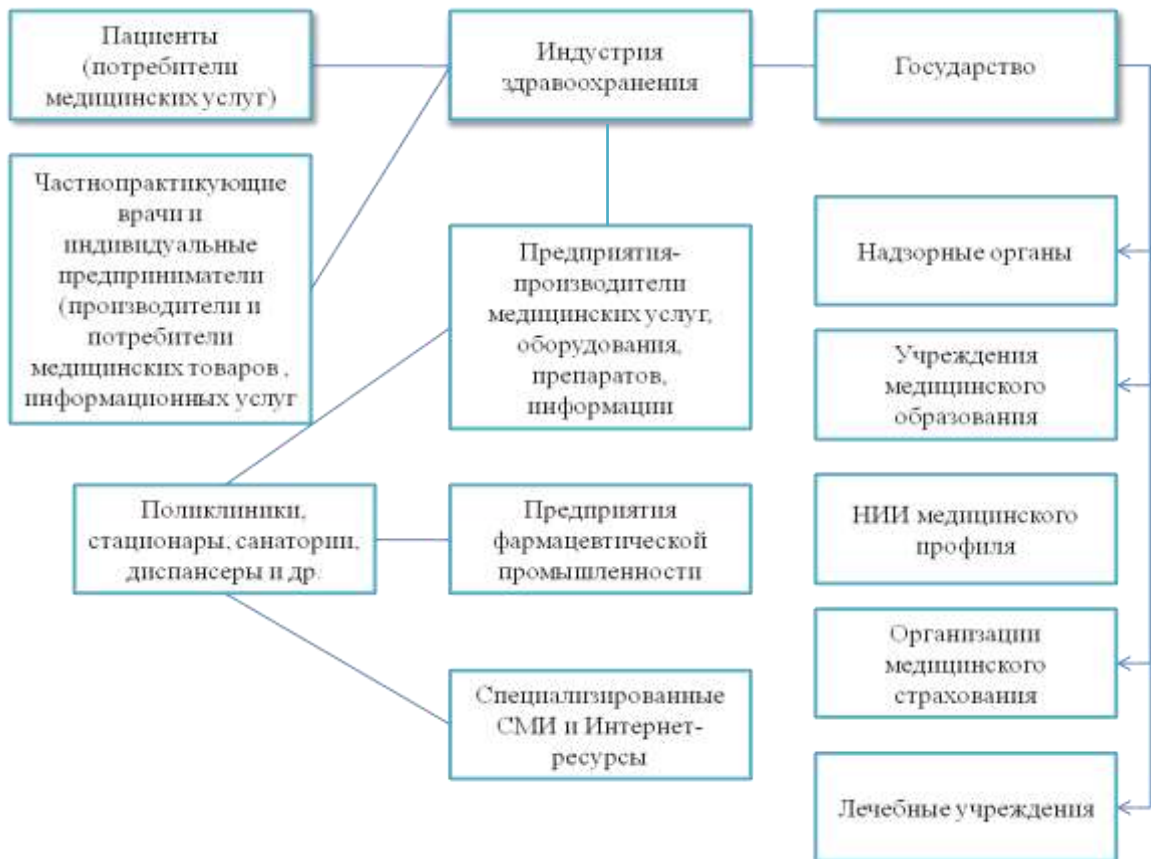 Пациенты
(потребители
медицинских услуг)
Индустрия
здравоохранения
Государство
Частнопрактикующие
врачи и
индивидуальные
предприниматели
(производители и
потребители
медицинских товаров ,
информационных услуг
Предприятия-
производители
медицинских услуг,
оборудования,
препаратов,
информации
Надзорные органы
Учреждения
медицинского
образования
Поликлиники,
стационары, санатории,
диспансеры и др.
Предприятия
фармацевтической
промышленности
НИИ медицинского
профиля
Организации
медицинского
страхования
Специализированные
СМИ и Интернет-
ресурсы
Лечебные учреждения